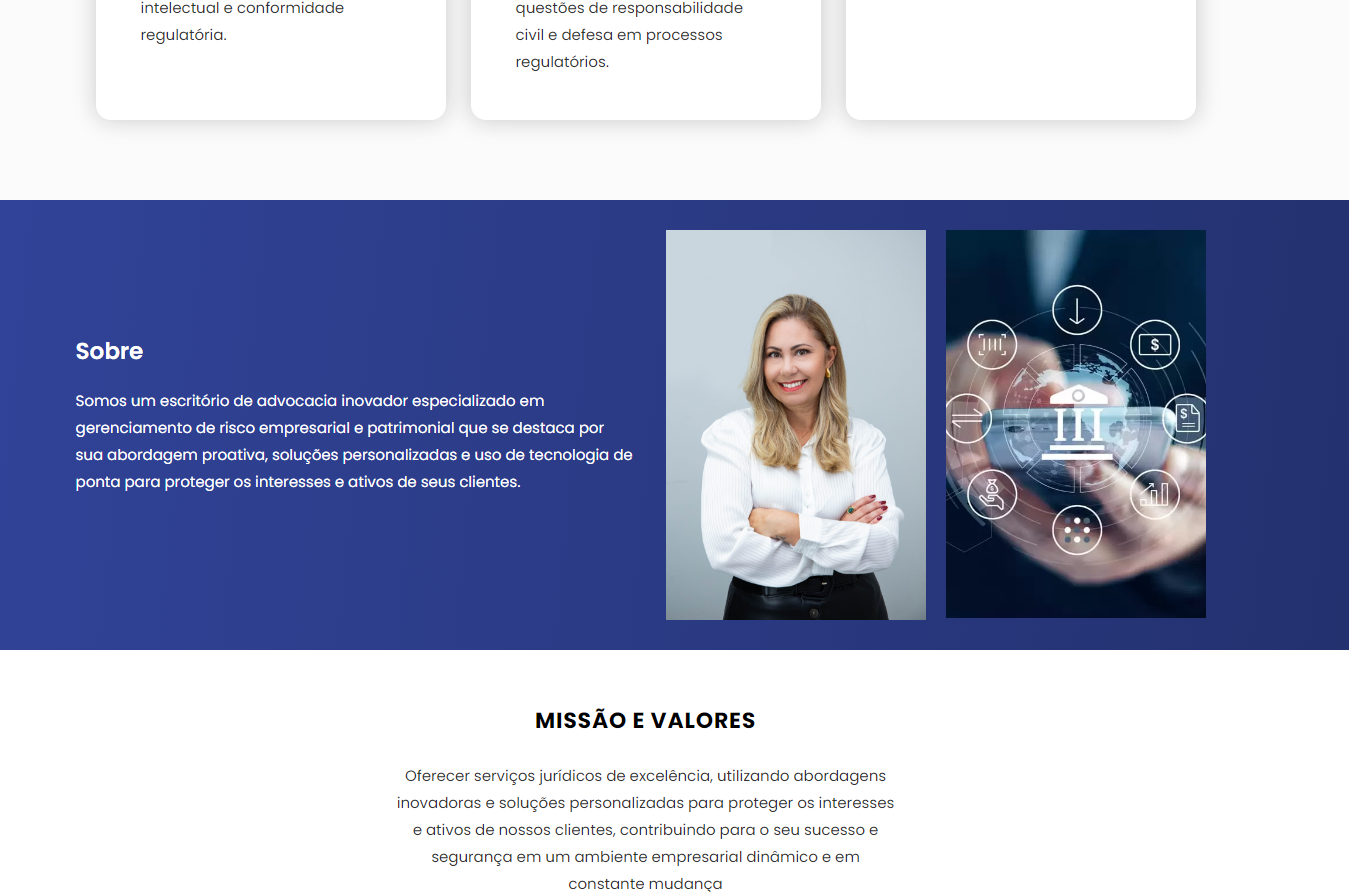 intelectual e conformidade
regulatória.
questões de responsabilidade
civil e defesa em processos
regulatórios.
Sobre
Somos um escritório de advocacia inovador especializado em
gerenciamento de risco empresarial e patrimonial que se destaca por
sua abordagem proativa, soluções personalizadas e uso de tecnologia de
ponta para proteger os interesses e ativos de seus clientes.
$
$
$
MISSÃO E VALORES
Oferecer serviços jurídicos de excelência, utilizando abordagens
inovadoras e soluções personalizadas para proteger os interesses
e ativos de nossos clientes, contribuindo para o seu sucesso e
segurança em um ambiente empresarial dinâmico e em
constante mudança